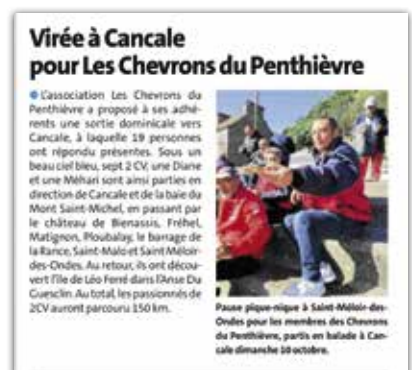 Virée à Cancale
pour Les Chevrons du Penthièvre
L'association Les Chevrons du
Penthièvre a proposé à ses adhé-
rents une sortie dominicale vers
Cancale, à laquelle 19 personnes
ont répondu présentes. Sous un
beau ciel bleu, sept 2 CV, une Diane
et une Méhari sont ainsi parties en
direction de Cancale et de la baie du
Mont Saint-Michel, en passant par
le château de Bienassis, Fréhel,
Matignon, Ploubalay, le barrage de
la Rance, Saint-Malo et Saint Méloir-
des-Ondes. Au retour, ils ont décou-
vert l'île de Léo Ferré dans l'Anse Du
Guesclin. Au total, les passionnés de
2CV auront parcouru 150 km.
Pause pique-nique à Saint-Méloir-des-
Ondes pour les membres des Chevrons
du Penthièvre, partis en balade à Can-
cale dimanche 10 octobre.